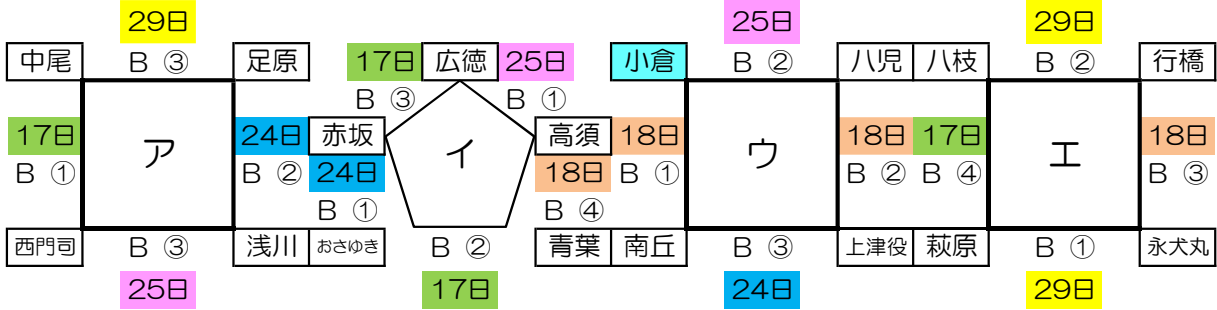 29日 25日 29日
中尾 B ③ 足原 17日 広徳 25日 小倉 B ② 八児 八枝 B ② 行橋
B ③ B ①
17日 ア 24日 赤坂 イ 高須 18日 ウ 18日 17日 エ 18日
B ① B ② 24日 18日 B ① B ② B ④ B ③
B ① B ④
西門司 B ③ 浅川 おさゆき B ② 青葉 南丘 B ③ 上津役 萩原 B ① 永犬丸
25日 17日 24日 29日